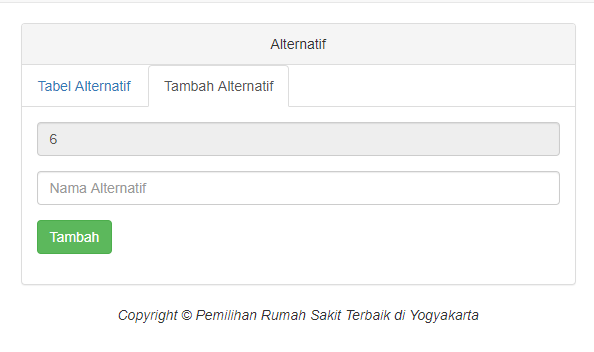 Alternatif
Tabel Alternatif
Tambah Alternatif
6
Nama Alternatif
Tambah
Copyright © Pemilihan Rumah Sakit Terbaik di Yogyakarta